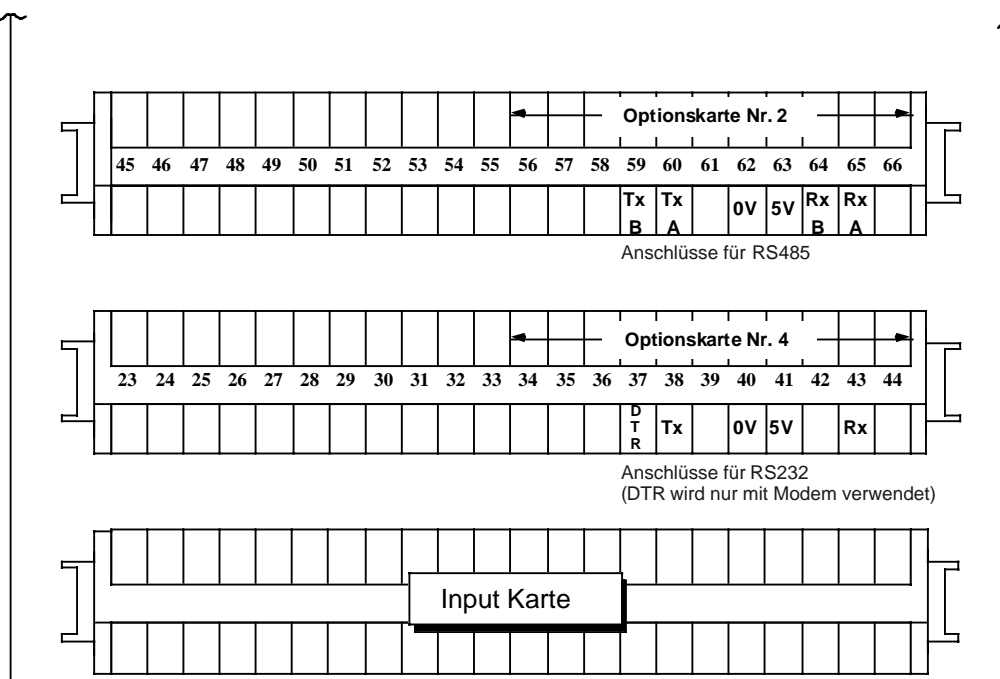 Optionskarte Nr. 2
45 46 47 48 49 50 51 52 53 54 55 56 57 58 59 60 61 62 63 64 65 66
Tx B Tx A 0V 5V Rx B Rx A
Anschlüsse für RS485
Optionskarte Nr. 4
23 24 25 26 27 28 29 30 31 32 33 34 35 36 37 38 39 40 41 42 43 44
DTR Tx 0V 5V Rx
Anschlüsse für RS232
(DTR wird nur mit Modem verwendet)
Input Karte